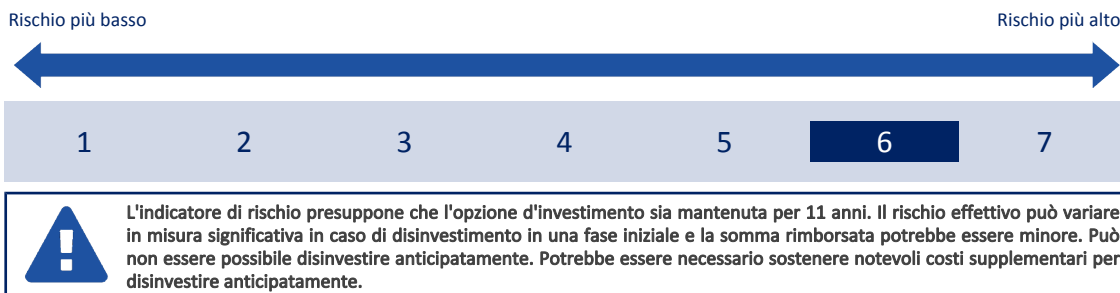 Rischio più basso Rischio più alto
1 2 3 4 5 6 7
L'indicatore di rischio presuppone che l'opzione d'investimento sia mantenuta per 11 anni. Il rischio effettivo può variare
in misura significativa in caso di disinvestimento in una fase iniziale e la somma rimborsata potrebbe essere minore. Può
non essere possibile disinvestire anticipatamente. Potrebbe essere necessario sostenere notevoli costi supplementari per
disinvestire anticipatamente.